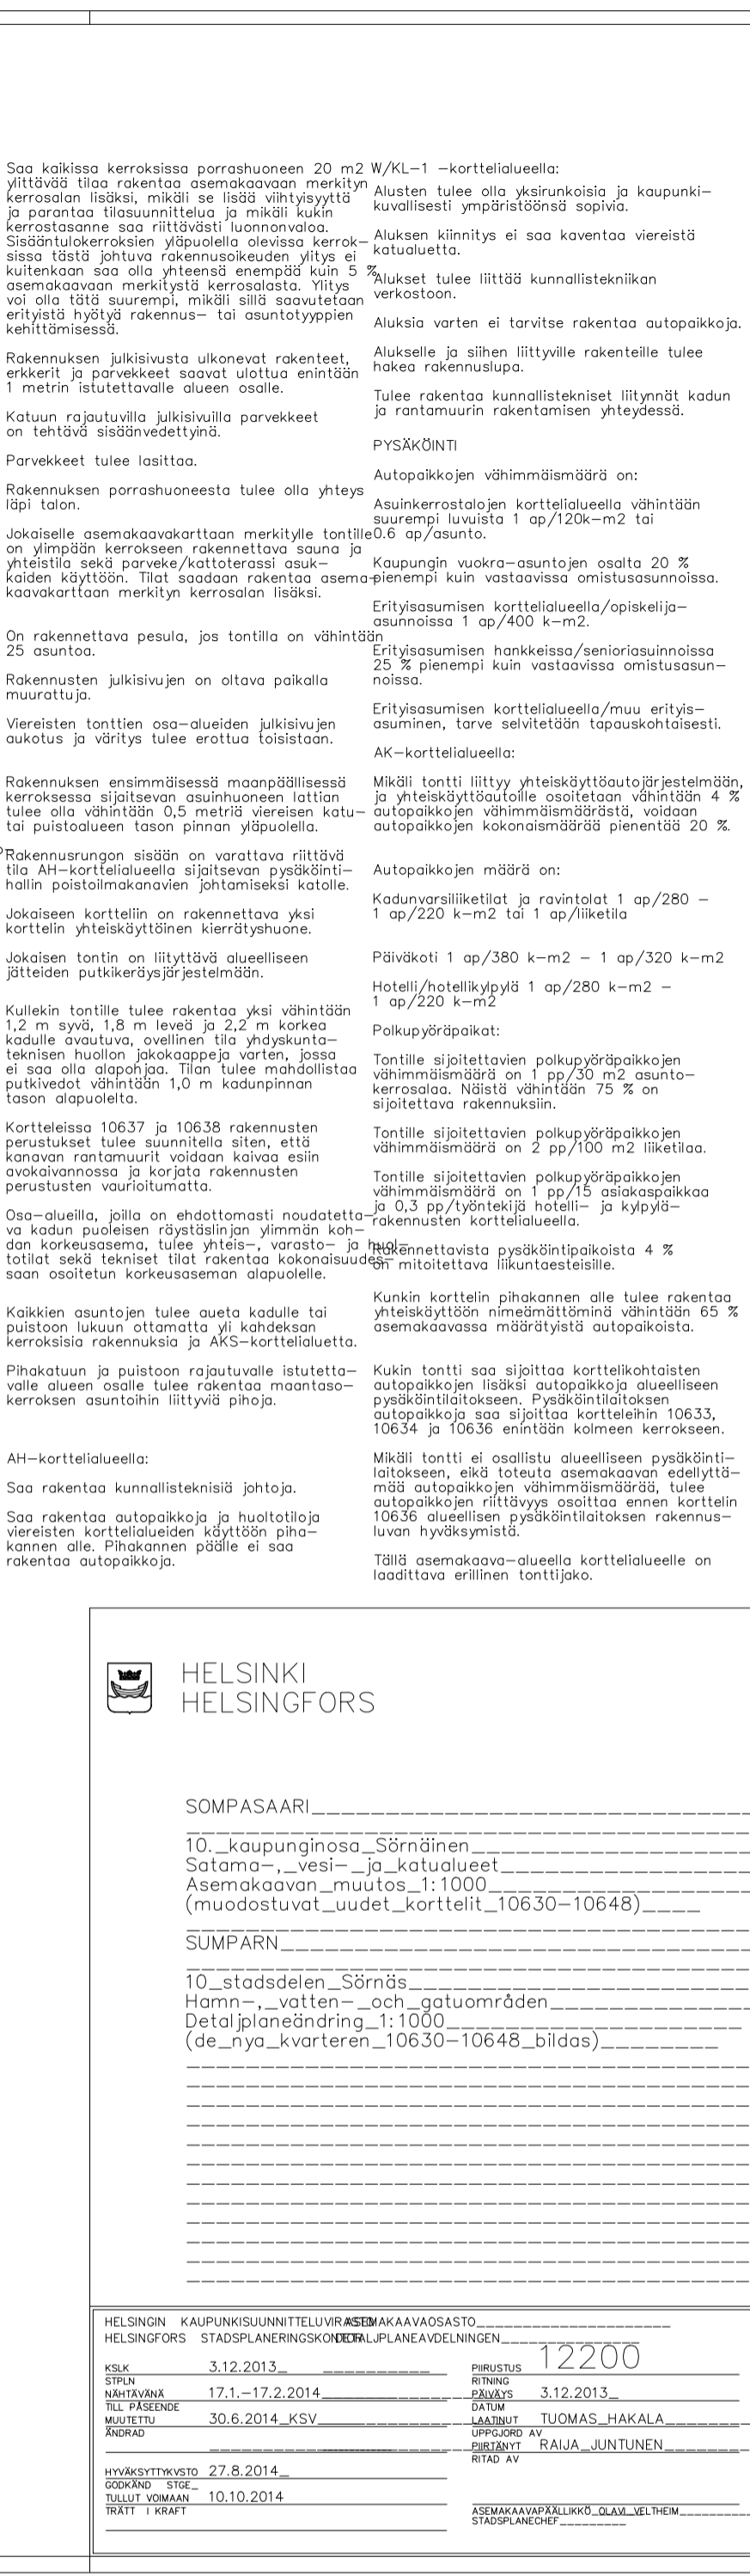 Saa kaikissa kerroksissa porrashuoneen 20 m2
ylittävää tilaa rakentaa asemakaavaan merkityn
kerrosalan lisäksi, mikäli se lisää viihtyisyyttä
ja parantaa tilasuunnittelua ja mikäli kukin
kerrostasanne saa riittävästi luonnonvaloa.
Sisääntulokerroksien yläpuolella olevissa kerrok-
sissa tästä johtuva rakennusoikeuden ylitys ei
kuitenkaan saa olla yhteensä enempää kuin 5 %
asemakaavaan merkitystä kerrosalasta. Ylitys
voi olla tätä suurempi, mikäli sillä saavutetaan
erityistä hyötyä rakennus- tai asuntotyyppien
kehittämisessä.
Rakennuksen julkisivusta ulkonevat rakenteet,
erkkerit ja parvekkeet saavat ulottua enintään
1 metrin istutettavalle alueen osalle.
Katuun rajautuvilla julkisivuilla parvekkeet
on tehtävä sisäänvedettyinä.
Parvekkeet tulee lasittaa.
Rakennuksen porrashuoneesta tulee olla yhteys
läpi talon.
Jokaiselle asemakaavakarttaan merkitylle tontille
on ylimpään kerrokseen rakennettava sauna ja
yhteistila sekä parveke/kattoterassi asuk-
kaiden käyttöön. Tilat saadaan rakentaa asema-
kaavakarttaan merkityn kerrosalan lisäksi.
On rakennettava pesula, jos tontilla on vähintään
25 asuntoa.
Rakennusten julkisivujen on oltava paikalla
muurattuja.
Viereisten tonttien osa-alueiden julkisivujen
aukotus ja väritys tulee erottua toisistaan.
Rakennuksen ensimmäisessä maanpäällisessä
kerroksessa sijaitsevan asuinhuoneen lattian
tulee olla vähintään 0,5 metriä viereisen katu-
tai puistoalueen tason pinnan yläpuolella.
Rakennusrungon sisään on varattava riittävä
tila AH-korttelialueella sijaitsevan pysäköinti-
hallin poistoilmakanavien johtamiseksi katolle.
Jokaiseen kortteliin on rakennettava yksi
korttelin yhteiskäyttöinen kierrätyshuone.
Jokaisen tontin on liityttävä alueelliseen
jätteiden putkikeräysjärjestelmään.
Kullekin tontille tulee rakentaa yksi vähintään
1,2 m syvä, 1,8 m leveä ja 2,2 m korkea
kadulle avautuva, ovellinen tila yhdyskunta-
teknisen huollon jakokaappeja varten, jossa
ei saa olla alapohjaa. Tilan tulee mahdollistaa
putkivedot vähintään 1,0 m kadunpinnan
tason alapuolelta.
Kortteleissa 10637 ja 10638 rakennusten
perustukset tulee suunnitella siten, että
kanavan rantamuurit voidaan kaivaa esiin
avokaivannossa ja korjata rakennusten
perustusten vaurioitumatta.
Osa-alueilla, joilla on ehdottomasti noudatetta-
va kadun puoleisen räystäslinjan ylimmän koh-
dan korkeusasema, tulee yhteis-, varasto- ja huol-
totilat sekä tekniset tilat rakentaa kokonaisuudes-
saan osoitetun korkeusaseman alapuolelle.
Kaikkien asuntojen tulee aueta kadulle tai
puistoon lukuun ottamatta yli kahdeksan
kerroksisia rakennuksia ja AKS-korttelialuetta.
Pihakatuun ja puistoon rajautuvalle istutetta-
valle alueen osalle tulee rakentaa maantaso-
kerroksen asuntoihin liittyviä pihoja.
AH-korttelialueella:
Saa rakentaa kunnallisteknisiä johtoja.
Saa rakentaa autopaikkoja ja huoltotiloja
viereisten korttelialueiden käyttöön piha-
kannen alle. Pihakannen päälle ei saa
rakentaa autopaikkoja.
W/KL-1 -korttelialueella:
Alusten tulee olla yksirunkoisia ja kaupunki-
kuvallisesti ympäristöönsä sopivia.
Aluksen kiinnitys ei saa kaventaa viereistä
katualuetta.
Alukset tulee liittää kunnallistekniikan
verkostoon.
Aluksia varten ei tarvitse rakentaa autopaikkoja.
Alukselle ja siihen liittyville rakenteille tulee
hakea rakennuslupa.
Tulee rakentaa kunnallistekniset liitynnät kadun
ja rantamuurin rakentamisen yhteydessä.
PYSÄKÖINTI
Autopaikkojen vähimmäismäärä on:
Asuinkerrostalojen korttelialueella vähintään
suurempi luvuista 1 ap/120k-m2 tai
0.6 ap/asunto.
Kaupungin vuokra-asuntojen osalta 20 %
pienempi kuin vastaavissa omistusasunnoissa.
Erityisasumisen korttelialueella/opiskelija-
asunnoissa 1 ap/400 k-m2.
Erityisasumisen hankkeissa/senioriasuinnoissa
25 % pienempi kuin vastaavissa omistusasun-
noissa.
Erityisasumisen korttelialueella/muu erityis-
asuminen, tarve selvitetään tapauskohtaisesti.
AK-korttelialueella:
Mikäli tontti liittyy yhteiskäyttöautojärjestelmään,
ja yhteiskäyttöautoille osoitetaan vähintään 4 %
autopaikkojen vähimmäismäärästä, voidaan
autopaikkojen kokonaismäärää pienentää 20 %.
Autopaikkojen määrä on:
Kadunvarsiliiketilat ja ravintolat 1 ap/280 -
1 ap/220 k-m2 tai 1 ap/liiketila
Päiväkoti 1 ap/380 k-m2 - 1 ap/320 k-m2
Hotelli/hotellikylpylä 1 ap/280 k-m2 -
1 ap/220 k-m2
Polkupyöräpaikat:
Tontille sijoitettavien polkupyöräpaikkojen
vähimmäismäärä on 1 pp/30 m2 asunto-
kerrosalaa. Näistä vähintään 75 % on
sijoitettava rakennuksiin.
Tontille sijoitettavien polkupyöräpaikkojen
vähimmäismäärä on 2 pp/100 m2 liiketilaa.
Tontille sijoitettavien polkupyöräpaikkojen
vähimmäismäärä on 1 pp/15 asiakaspaikkaa
ja 0,3 pp/työntekijä hotelli- ja kylpylä-
rakennusten korttelialueella.
Rakennettavista pysäköintipaikoista 4 %
on mitoitettava liikuntaesteisille.
Kunkin korttelin pihakannen alle tulee rakentaa
yhteiskäyttöön nimeämättöminä vähintään 65 %
asemakaavassa määrätyistä autopaikoista.
Kukin tontti saa sijoittaa korttelikohtaisten
autopaikkojen lisäksi autopaikkoja alueelliseen
pysäköintilaitokseen. Pysäköintilaitoksen
autopaikkoja saa sijoittaa kortteleihin 10633,
10634 ja 10636 enintään kolmeen kerrokseen.
Mikäli tontti ei osallistu alueelliseen pysäköinti-
laitokseen, eikä toteuta asemakaavan edellyttä-
mää autopaikkojen vähimmäismäärää, tulee
autopaikkojen riittävyys osoittaa ennen korttelin
10636 alueellisen pysäköintilaitoksen rakennus-
luvan hyväksymistä.
Tällä asemakaava-alueella korttelialueelle on
laadittava erillinen tonttijako.
HELSINKI
HELSINGFORS
SOMPASAARI
10._kaupunginosa_Sörnäinen
Satama-,_vesi-_ja_katualueet
Asemakaavan_muutos_1:1000
(muodostuvat_uudet_korttelit_10630-10648)
SUMPARN
10_stadsdelen_Sörnäs
Hamn-,_vatten-_och_gatuområden
Detaljplaneändring_1:1000
(de_nya_kvarteren_10630-10648_bildas)
HELSINGIN KAUPUNKISUUNNITTELUVIRASTO ASEMAKAAVAOSASTO
HELSINGFORS STADSPLANERINGSKONTOR DETALJPLANEAVDELNINGEN
KSLK 3.12.2013
STPLN
NÄHTÄVÄNÄ 17.1.-17.2.2014
TILL PÅSEENDE
MUUTETTU 30.6.2014_KSV
ÄNDRAD
HYVÄKSYTTYKVSTO 27.8.2014
GODKÄND STGE
TULLUT VOIMAAN 10.10.2014
TRÄTT I KRAFT
PIIRUSTUS 12200
RITNING
PÄIVÄYS 3.12.2013
DATUM
LAATINUT TUOMAS_HAKALA
UPPGJORD AV
PIIRTÄNYT RAIJA_JUNTUNEN
RITAD AV
ASEMAKAAVAPÄÄLLIKKÖ OLAVI_VELTHEIM
STADSPLANECHEF